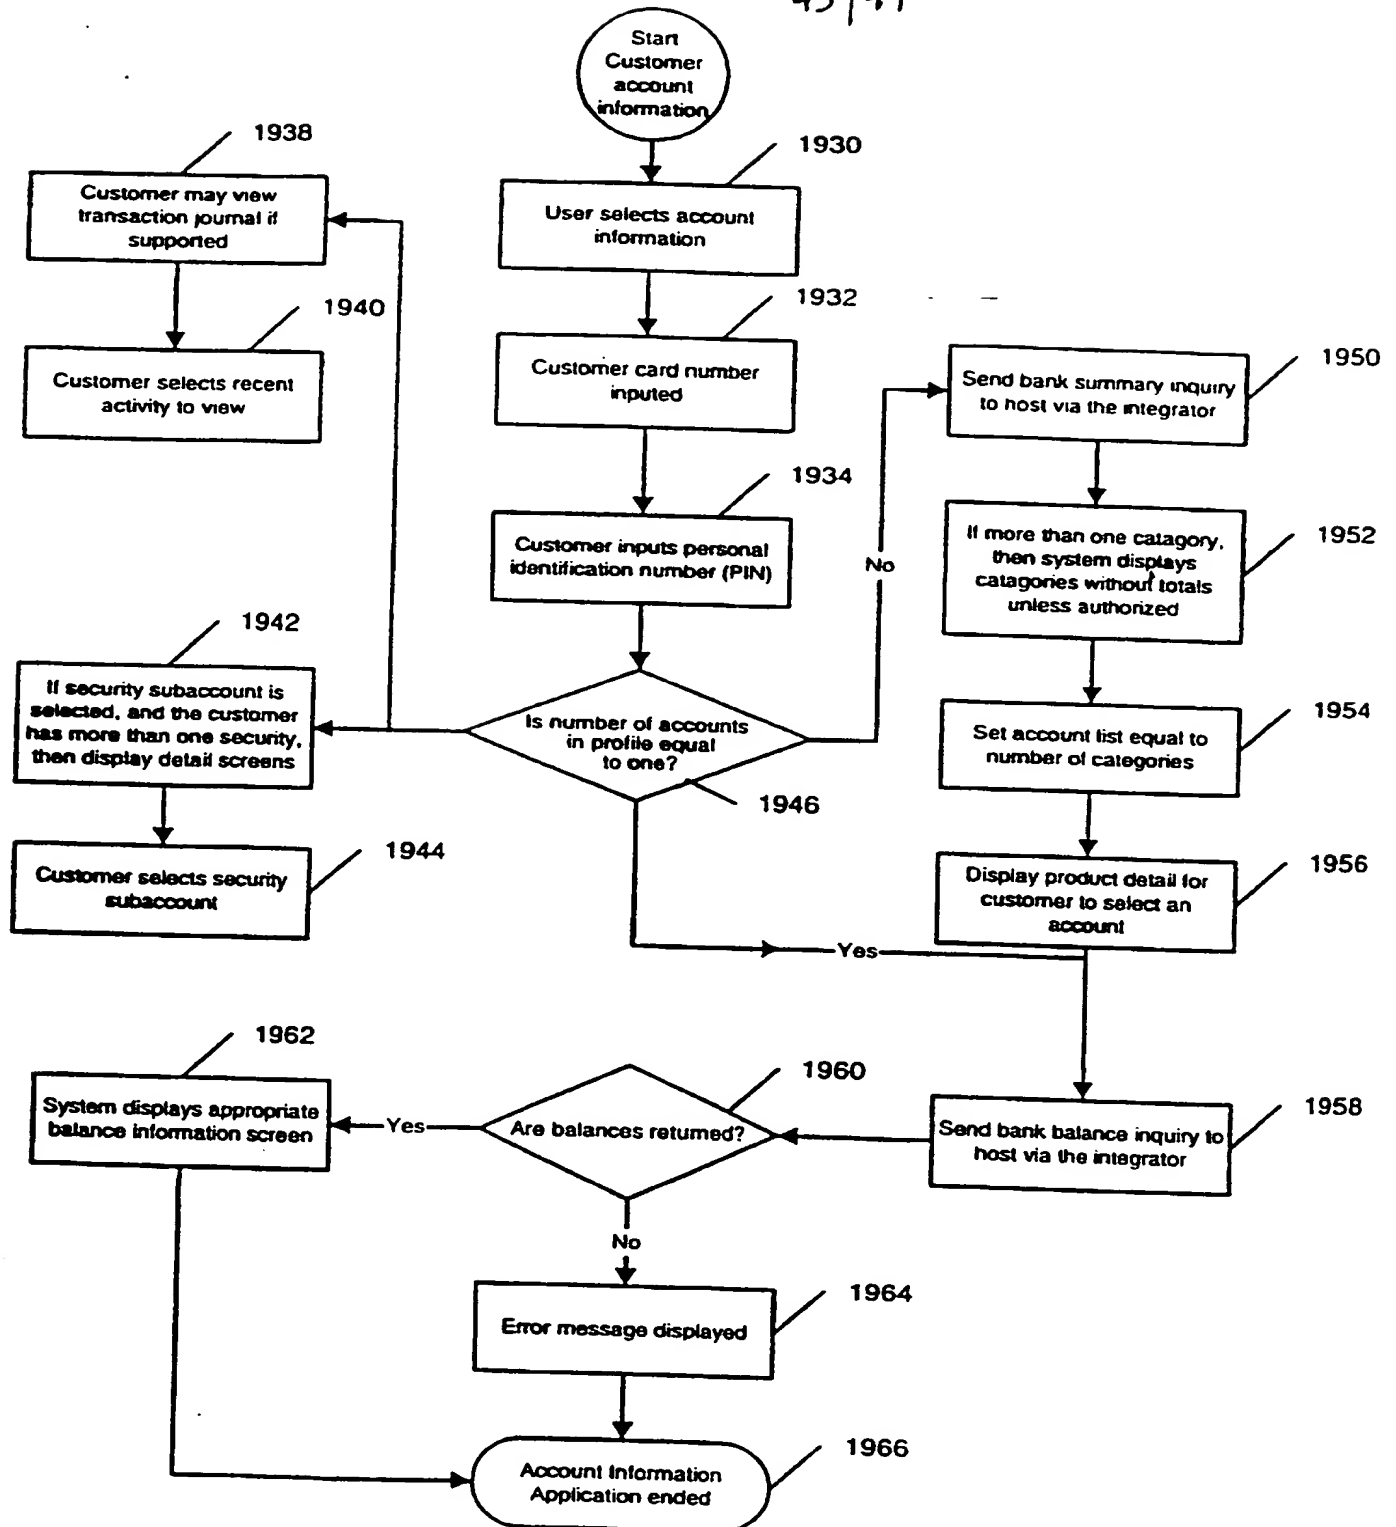 Start
Customer
account
information
1930
User selects account
information
1932
Customer card number
inputed
1934
Customer inputs personal
identification number (PIN)
Is number of accounts
in profile equal
to one?
1946
1938
Customer may view
transaction journal if
supported
1940
Customer selects recent
activity to view
1942
If security subaccount is
selected, and the customer
has more than one security,
then display detail screens
1944
Customer selects security
subaccount
No
1950
Send bank summary inquiry
to host via the integrator
1952
If more than one catagory,
then system displays
catagories without totals
unless authorized
1954
Set account list equal to
number of categories
1956
Display product detail for
customer to select an
account
Yes
1958
Send bank balance inquiry to
host via the integrator
1960
Are balances returned?
Yes
1962
System displays appropriate
balance information screen
No
1964
Error message displayed
1966
Account Information
Application ended